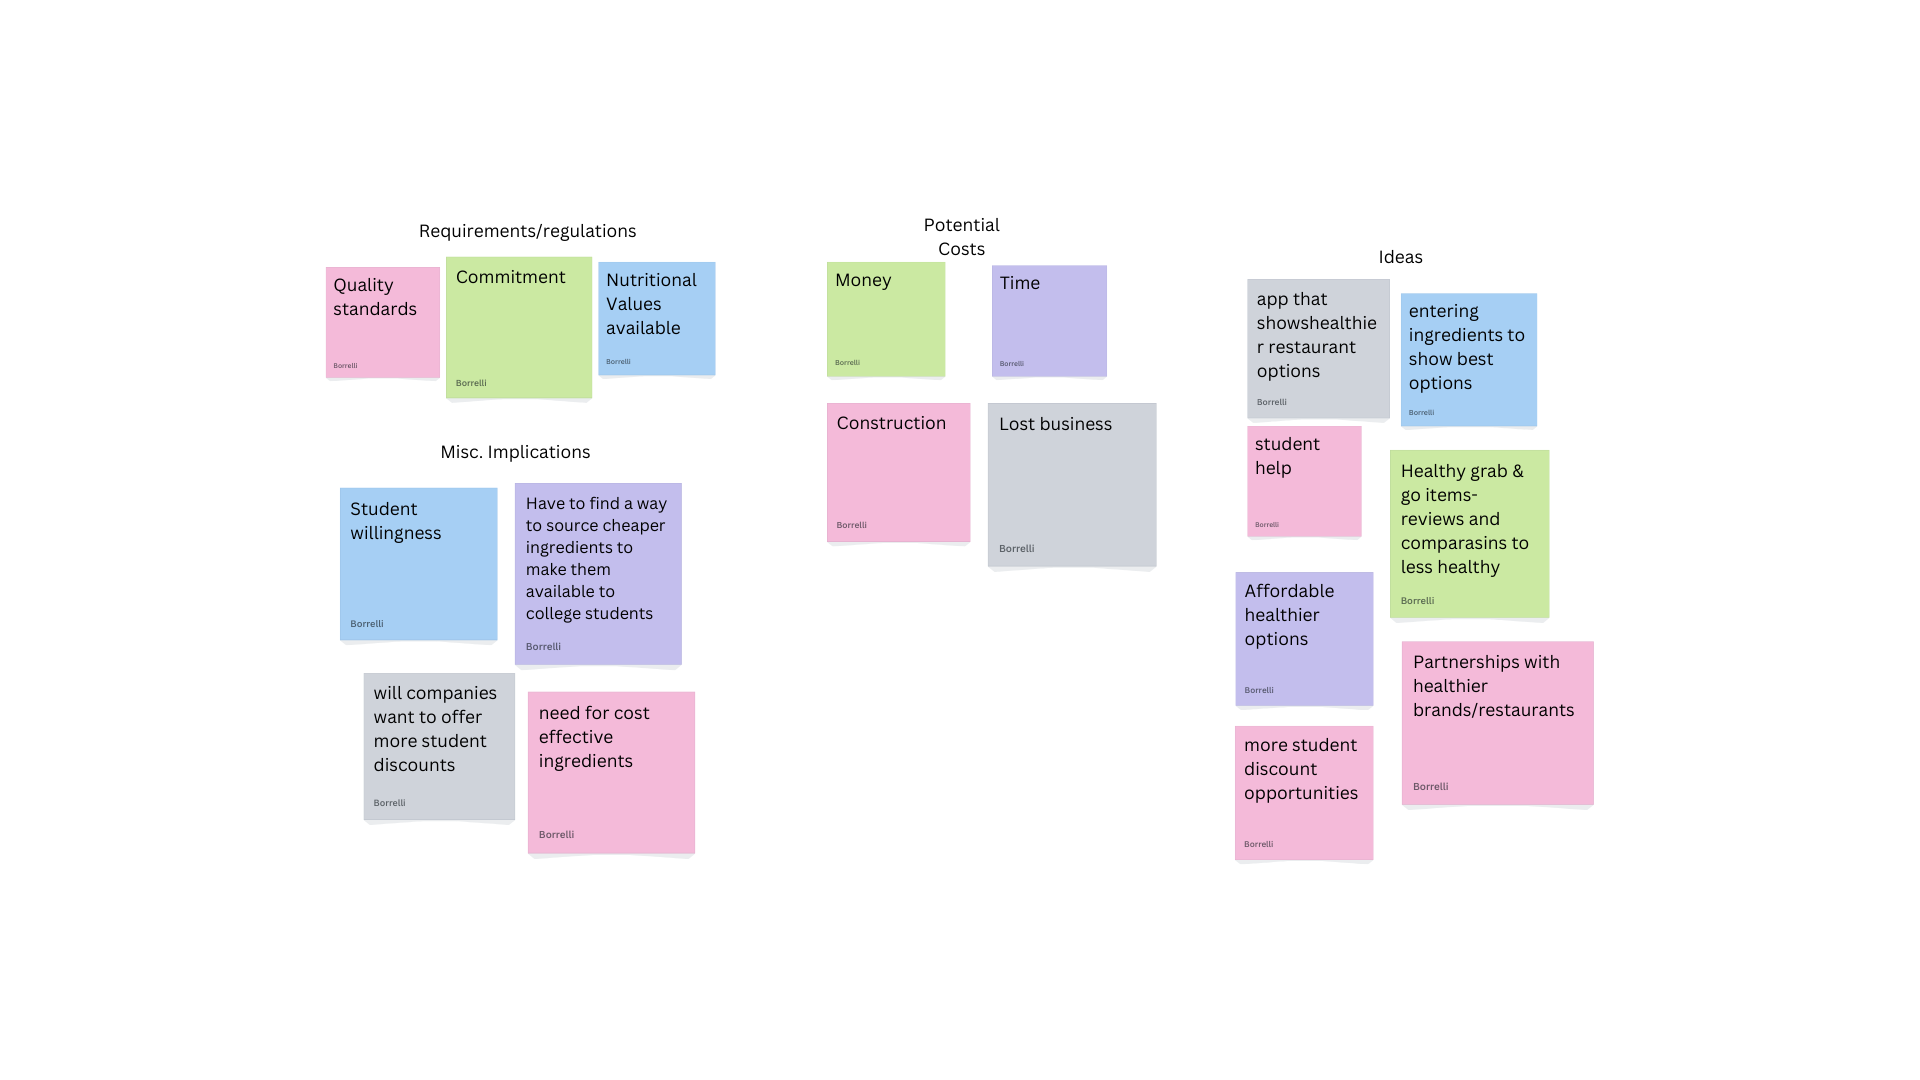 Requirements/regulations
Quality
standards
Borrelli
Commitment
Borrelli
Nutritional
Values
available
Borrelli
Misc. Implications
Student
willingness
Borrelli
Have to find a way
to source cheaper
ingredients to
make them
available to
college students
Borrelli
will companies
want to offer
more student
discounts
Borrelli
need for cost
effective
ingredients
Borrelli
Potential
Costs
Money
Borrelli
Time
Borrelli
Construction
Borrelli
Lost business
Borrelli
Ideas
app that
showshealthie
r restaurant
options
Borrelli
entering
ingredients to
show best
options
Borrelli
student
help
Borrelli
Healthy grab &
go items-
reviews and
comparasins to
less healthy
Borrelli
Affordable
healthier
options
Borrelli
Partnerships with
healthier
brands/restaurants
Borrelli
more student
discount
opportunities
Borrelli